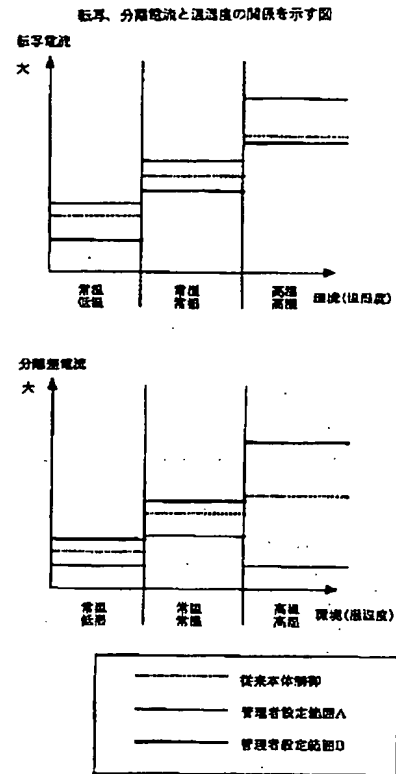 転写、分離電流と温湿度の関係を示す図
転写電流
大
常温
低湿
常温
常湿
高温
高湿
環境(温湿度)
分離差電流
大
常温
低湿
常温
常湿
高温
高湿
環境(温湿度)
従来本体制御
管理者設定範囲A
管理者設定範囲B